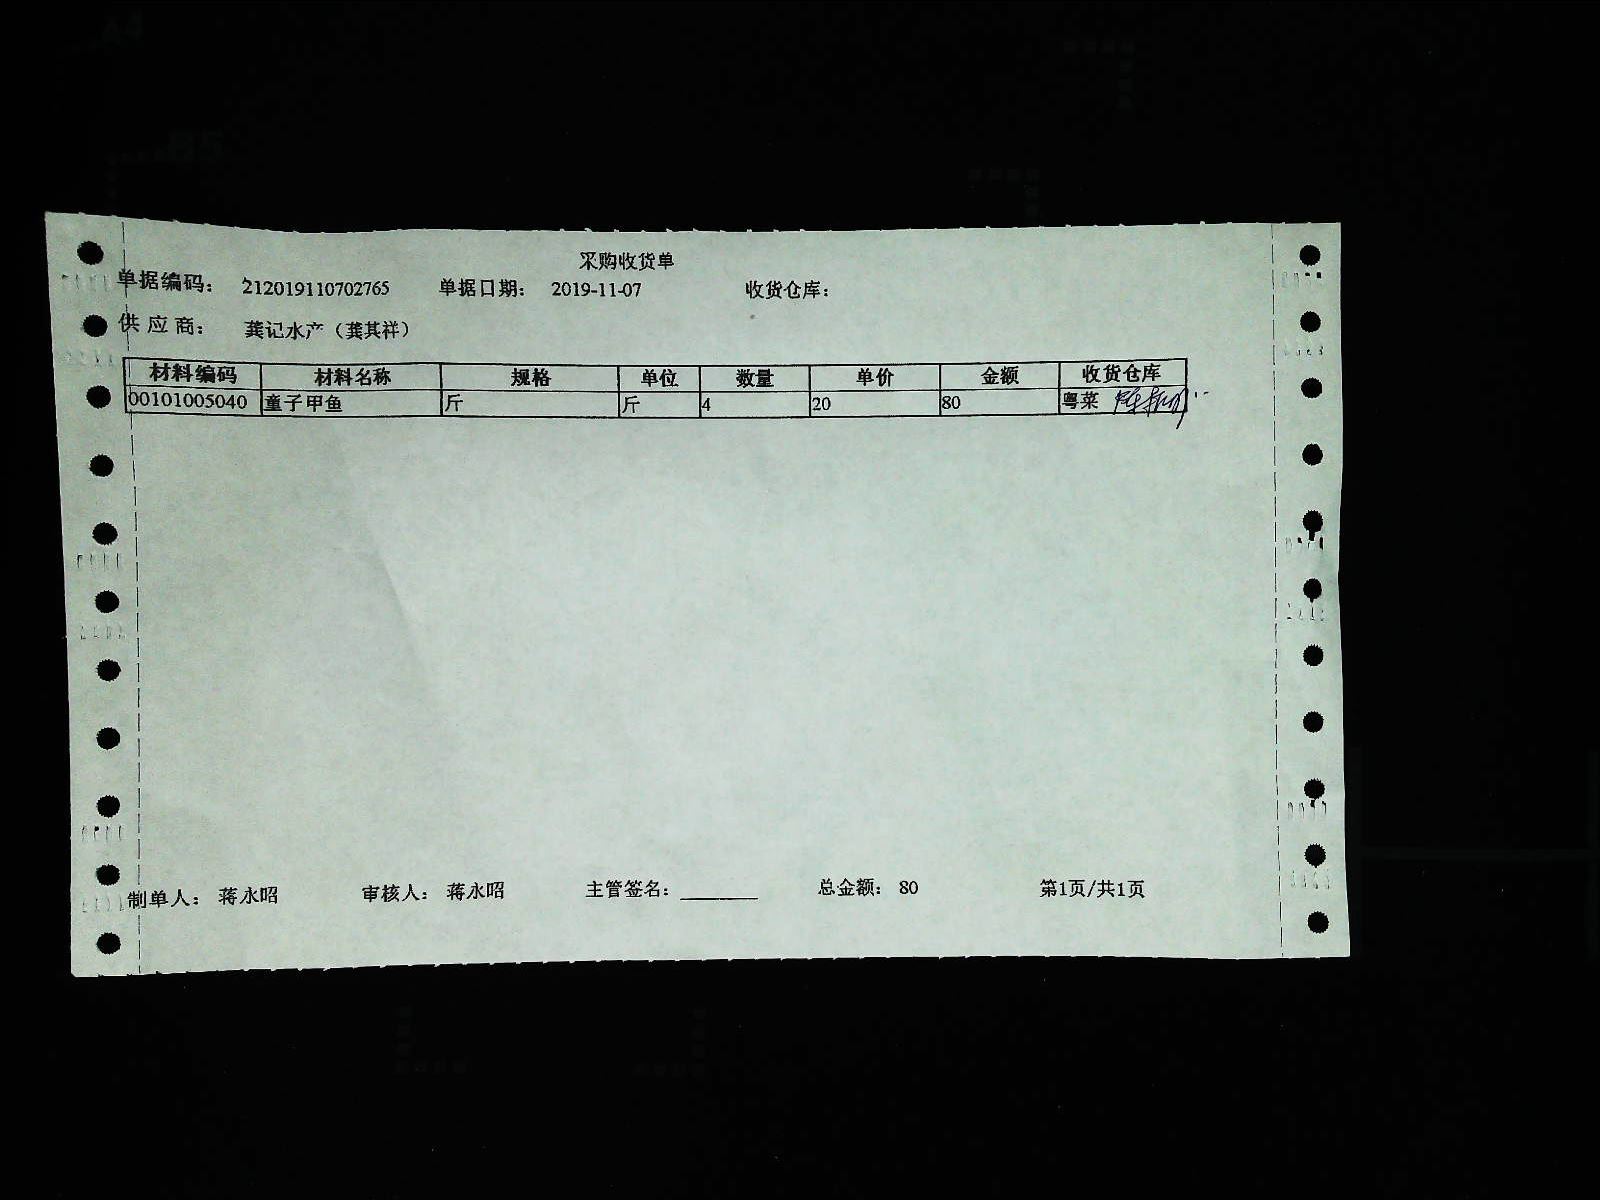 采购收货单
单据编码： 212019110702765 单据日期： 2019-11-07 收货仓库：
供应商： 龚记水产（龚其祥）
材料编码 材料名称 规格 单位 数量 单价 金额 收货仓库
00101005040 童子甲鱼 斤 斤 4 20 80 粤菜
制单人： 蒋永昭 审核人： 蒋永昭 主管签名：________ 总金额： 80 第1页/共1页